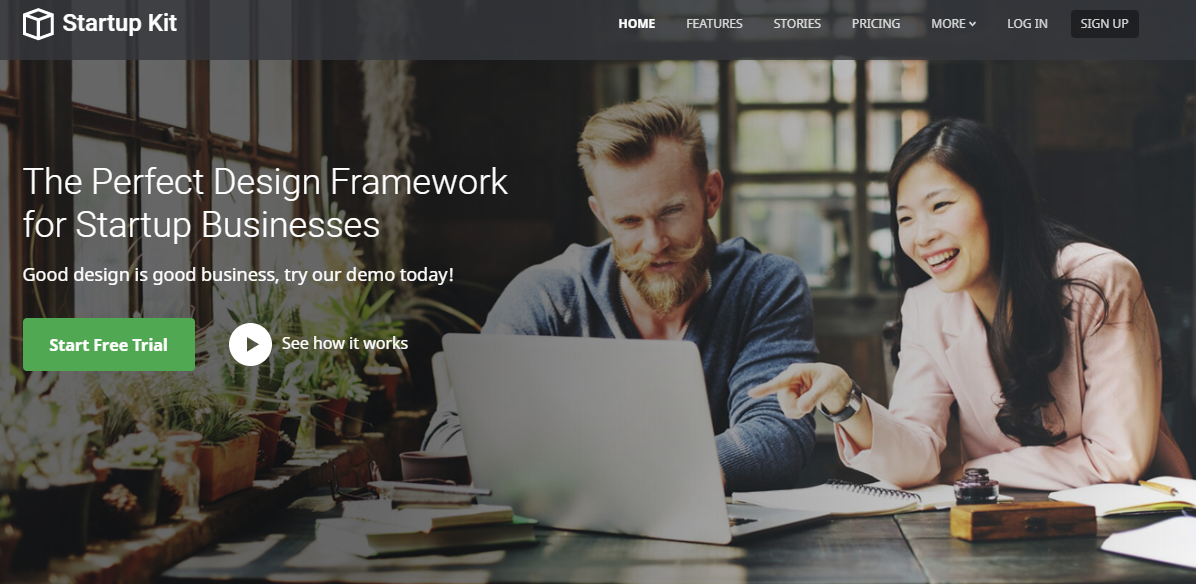 Startup Kit
HOME FEATURES STORIES PRICING MORE LOG IN SIGN UP
The Perfect Design Framework
for Startup Businesses
Good design is good business, try our demo today!
Start Free Trial
See how it works